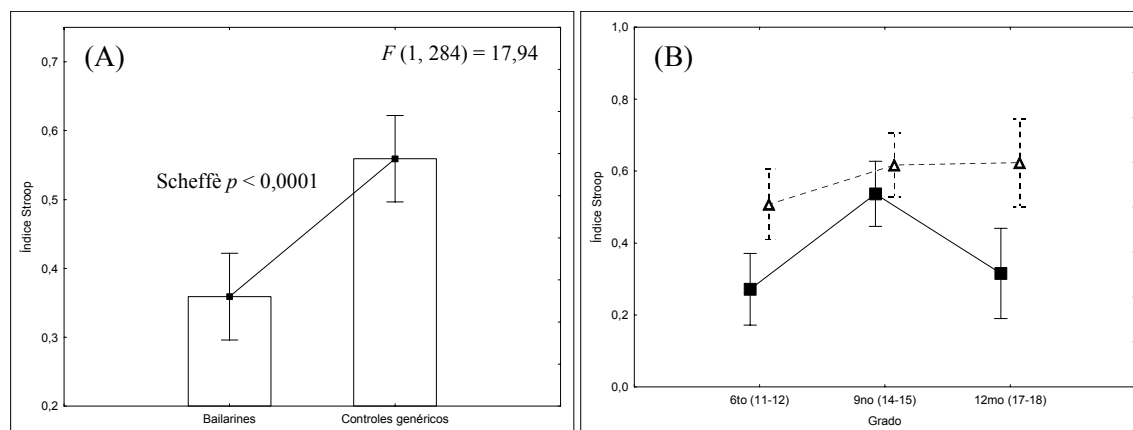 (A)
F (1, 284) = 17,94
Scheffè p < 0,0001
Índice Stroop
0,7
0,6
0,5
0,4
0,3
0,2
Bailarines
Controles genéricos
(B)
Índice Stroop
1,0
0,8
0,6
0,4
0,2
0,0
6to (11-12)
9no (14-15)
12mo (17-18)
Grado